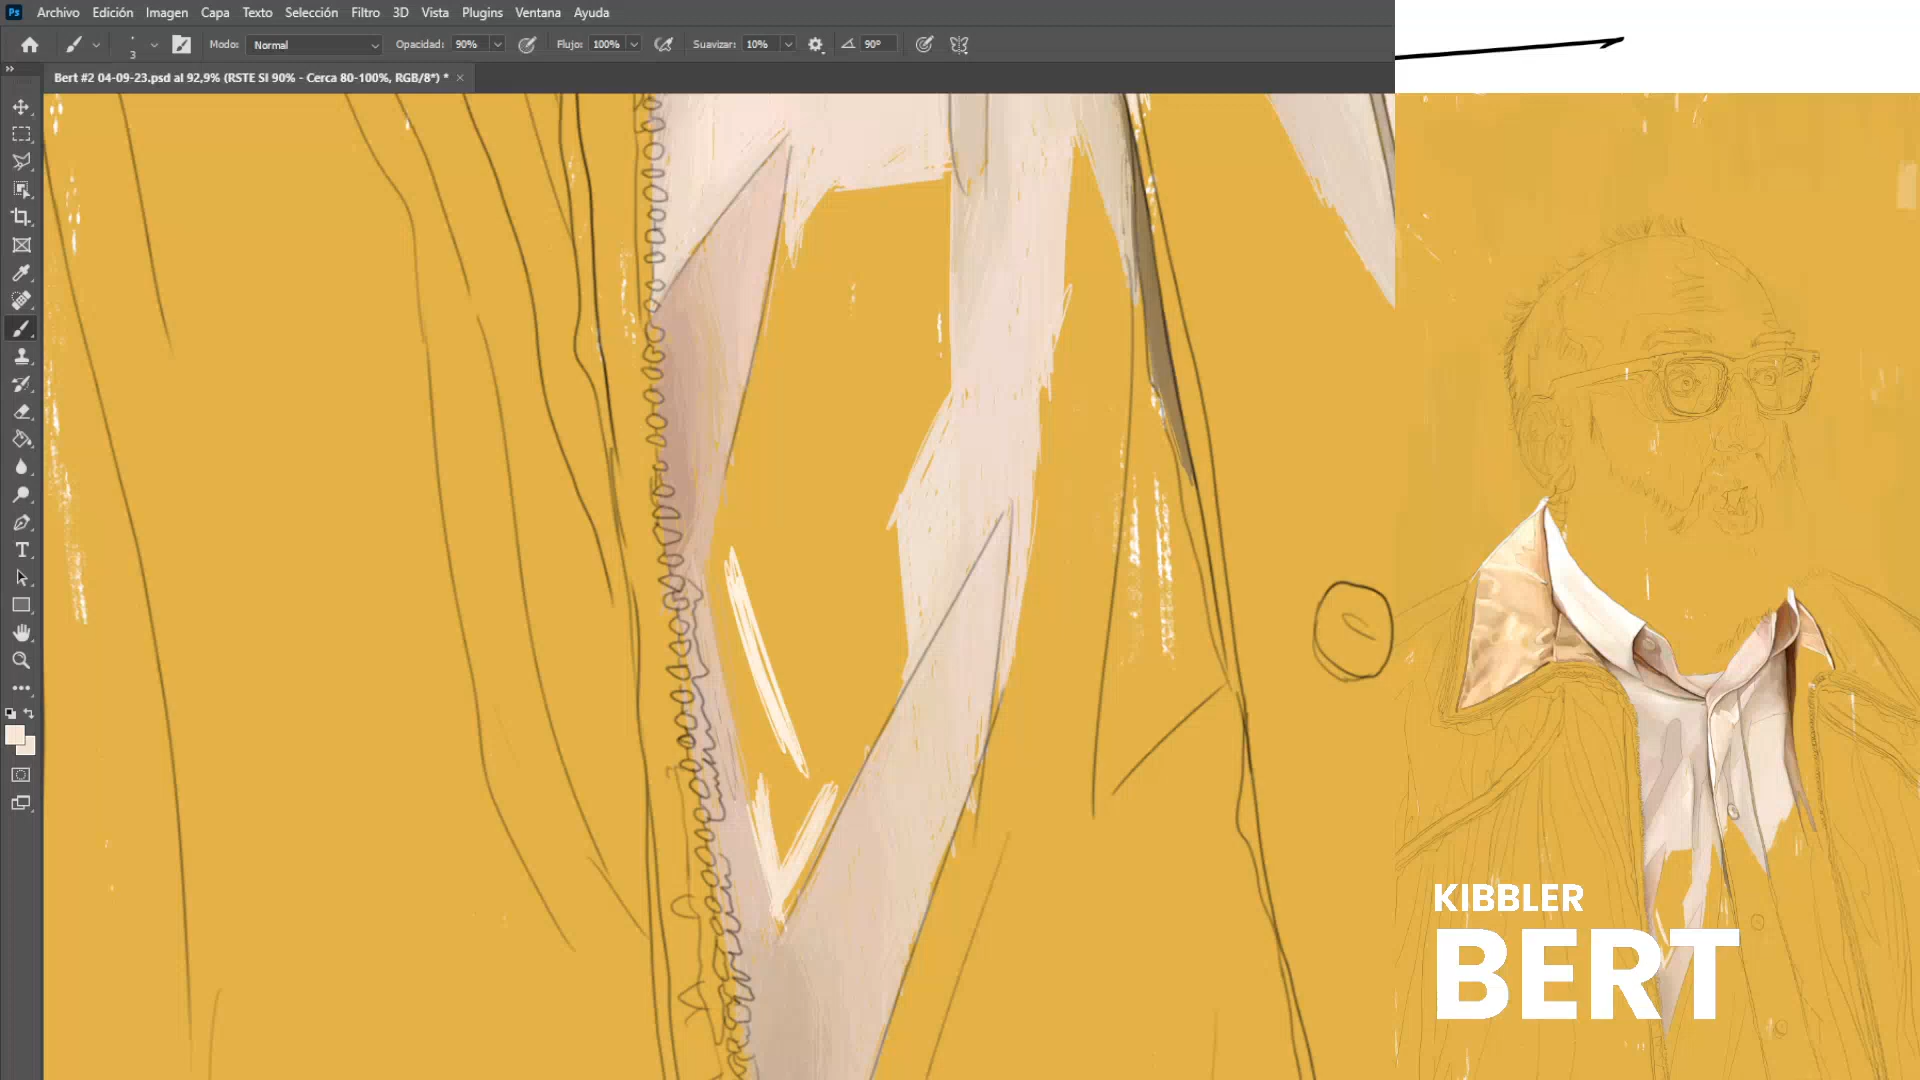 Ps Archivo Edición Imagen Capa Texto Selección Filtro 3D Vista Plugins Ventana Ayuda
3 Modo: Normal Opacidad: 90% Flujo: 100% Suavizar: 10% 90°
Bert #2 04-09-23.psd al 92,9% (RSTE SI 90% - Cerca 80-100%, RGB/8*) * ×
KIBBLER
BERT